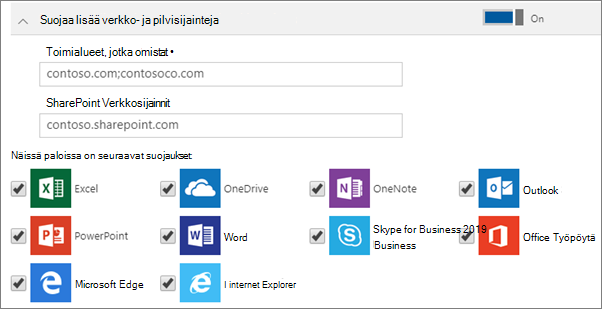 Suojaa lisää verkko- ja pilvisijainteja
On
Toimialueet, jotka omistat •
contoso.com;contosoco.com
SharePoint Verkkosijainnit
contoso.sharepoint.com
Näissä paloissa on seuraavat suojaukset:
Excel
OneDrive
OneNote
Outlook
PowerPoint
Word
Skype for Business 2019
Business
Office Työpöytä
Microsoft Edge
I internet Explorer